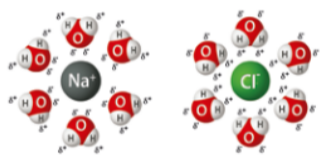 δ⁺ H H δ⁺
O
δ⁻ δ⁻
δ⁺ H O δ⁻
δ⁺ H δ⁻
δ⁻ H δ⁺
δ⁻ O H δ⁺
Na⁺
H O δ⁻
δ⁺ H δ⁻
δ⁻ O H δ⁺
δ⁻ H
δ⁻ δ⁻
O
δ⁺ H H δ⁺
δ⁻ δ⁻
O
H H
δ⁺ δ⁺
δ⁻ O H δ⁺
δ⁻ H δ⁺
H O δ⁻
H δ⁻
Cl⁻
δ⁻ O H δ⁺
δ⁻ H
δ⁺ H O δ⁻
H δ⁻
δ⁺ δ⁺
H H
O
δ⁻ δ⁻